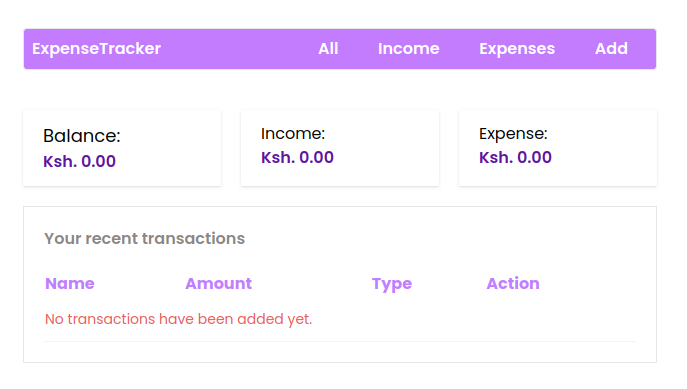 ExpenseTracker All Income Expenses Add
Balance: Income: Expense:
Ksh. 0.00 Ksh. 0.00 Ksh. 0.00
Your recent transactions
Name Amount Type Action
No transactions have been added yet.